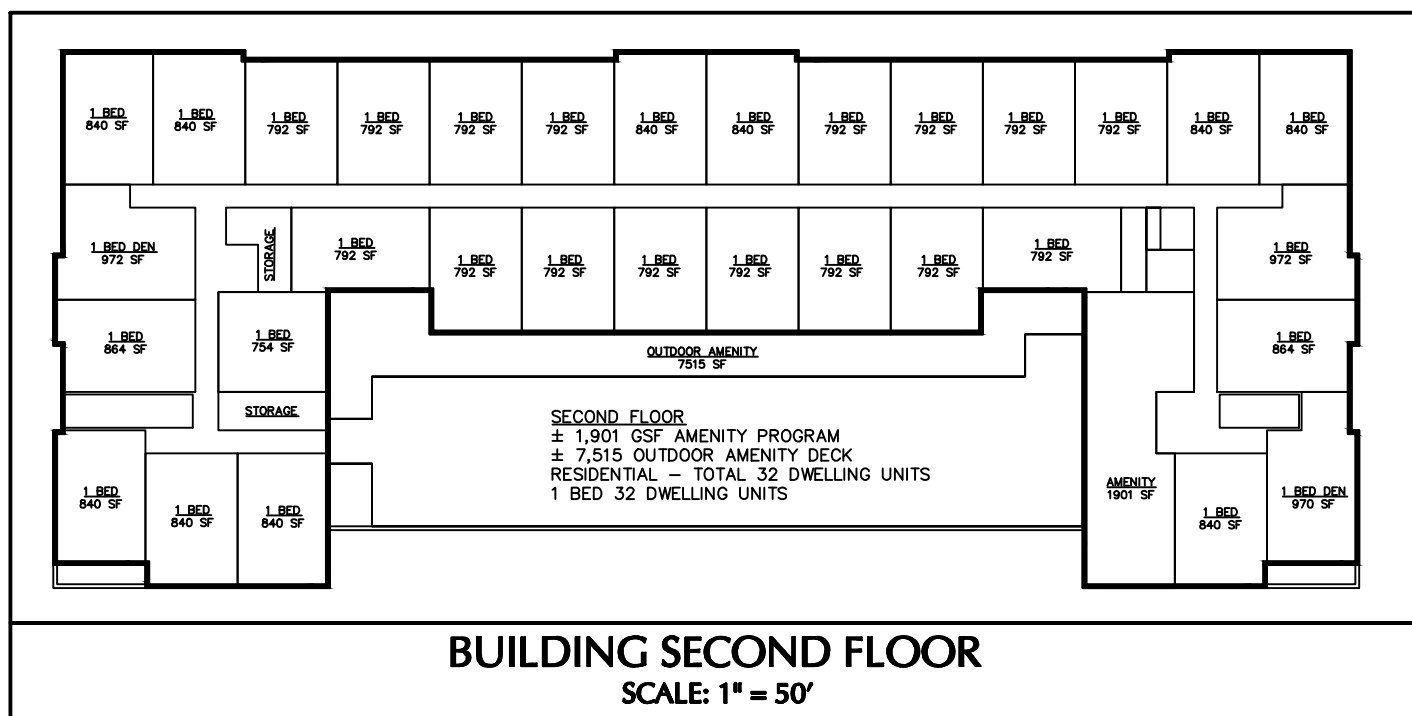 1 BED
840 SF
1 BED
840 SF
1 BED
792 SF
1 BED
792 SF
1 BED
792 SF
1 BED
792 SF
1 BED
840 SF
1 BED
840 SF
1 BED
792 SF
1 BED
792 SF
1 BED
792 SF
1 BED
792 SF
1 BED
840 SF
1 BED
840 SF
1 BED DEN
972 SF
STORAGE
1 BED
792 SF
1 BED
792 SF
1 BED
792 SF
1 BED
792 SF
1 BED
792 SF
1 BED
792 SF
1 BED
792 SF
1 BED
792 SF
1 BED
972 SF
1 BED
864 SF
1 BED
754 SF
OUTDOOR AMENITY
7515 SF
1 BED
864 SF
STORAGE
SECOND FLOOR
± 1,901 GSF AMENITY PROGRAM
± 7,515 OUTDOOR AMENITY DECK
RESIDENTIAL – TOTAL 32 DWELLING UNITS
1 BED 32 DWELLING UNITS
1 BED
840 SF
1 BED
840 SF
1 BED
840 SF
AMENITY
1901 SF
1 BED
840 SF
1 BED DEN
970 SF
BUILDING SECOND FLOOR
SCALE: 1" = 50'